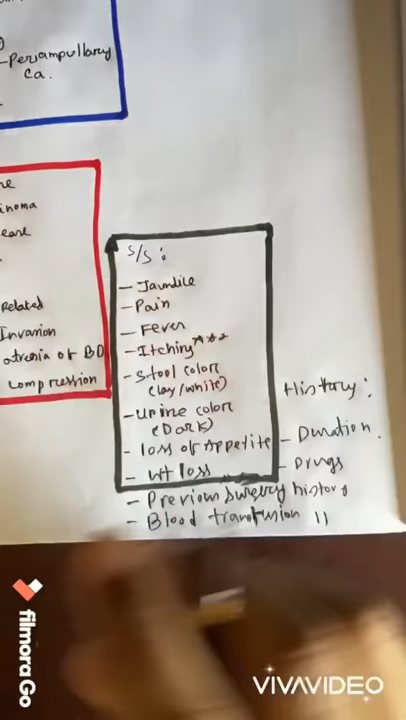 -Periampullary
Ca.
inoma
Related
Invasion
atresia of BD
compression
S/S :
- Jaundice
- Pain
- Fever
- Itching***
- Stool color
(clay/white)
- Urine color
(Dark)
- loss of Appetite
- Wt loss
History :
- Duration.
- Drugs
- Previous surgery history
- Blood transfusion 11
filmora Go
VIVAVIDEO